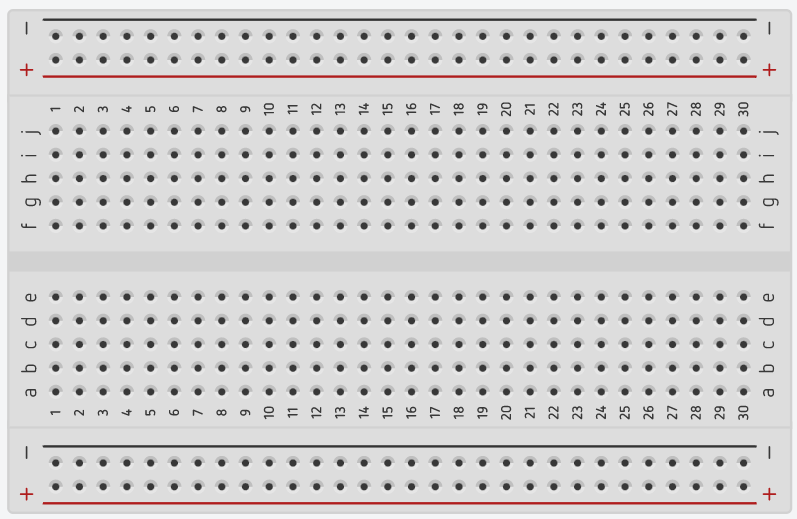 − −
+ +
1 2 3 4 5 6 7 8 9 10 11 12 13 14 15 16 17 18 19 20 21 22 23 24 25 26 27 28 29 30
j j
i i
h h
g g
f f
e e
d d
c c
b b
a a
1 2 3 4 5 6 7 8 9 10 11 12 13 14 15 16 17 18 19 20 21 22 23 24 25 26 27 28 29 30
− −
+ +